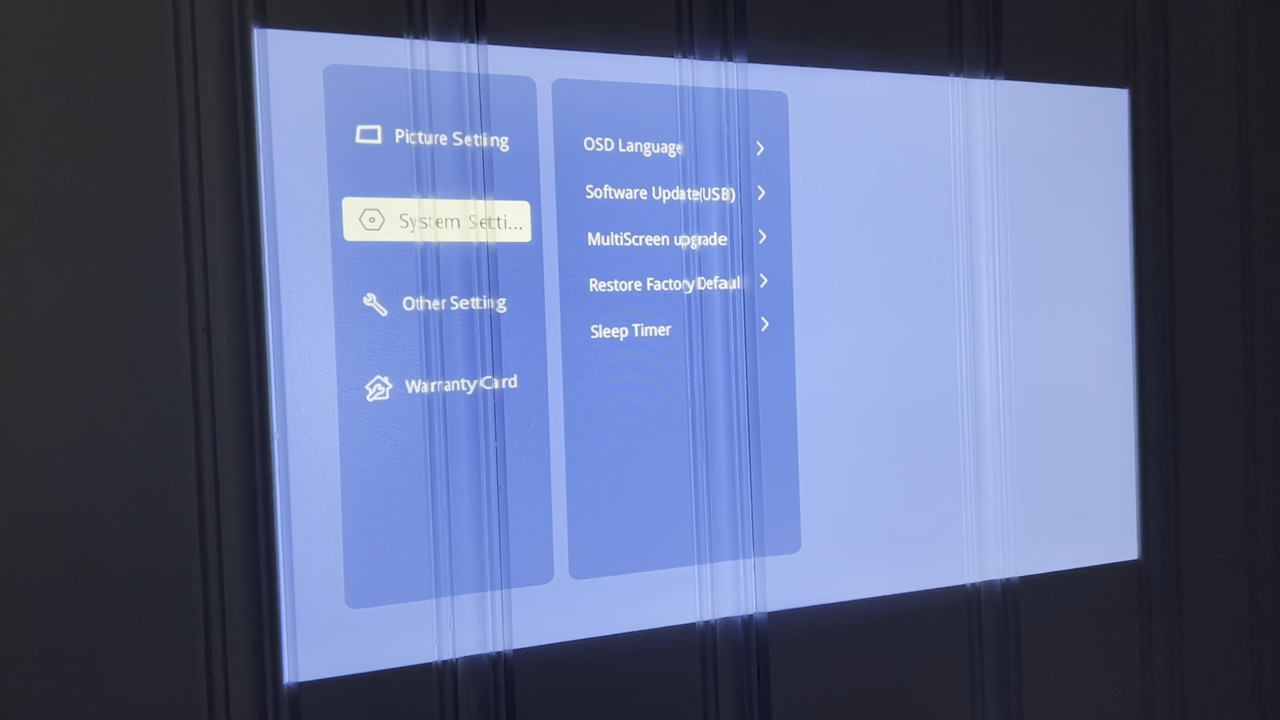 Picture Setting
System Setti...
Other Setting
Warranty Card
OSD Language
Software Update(USB)
MultiScreen upgrade
Restore Factory Defaul
Sleep Timer